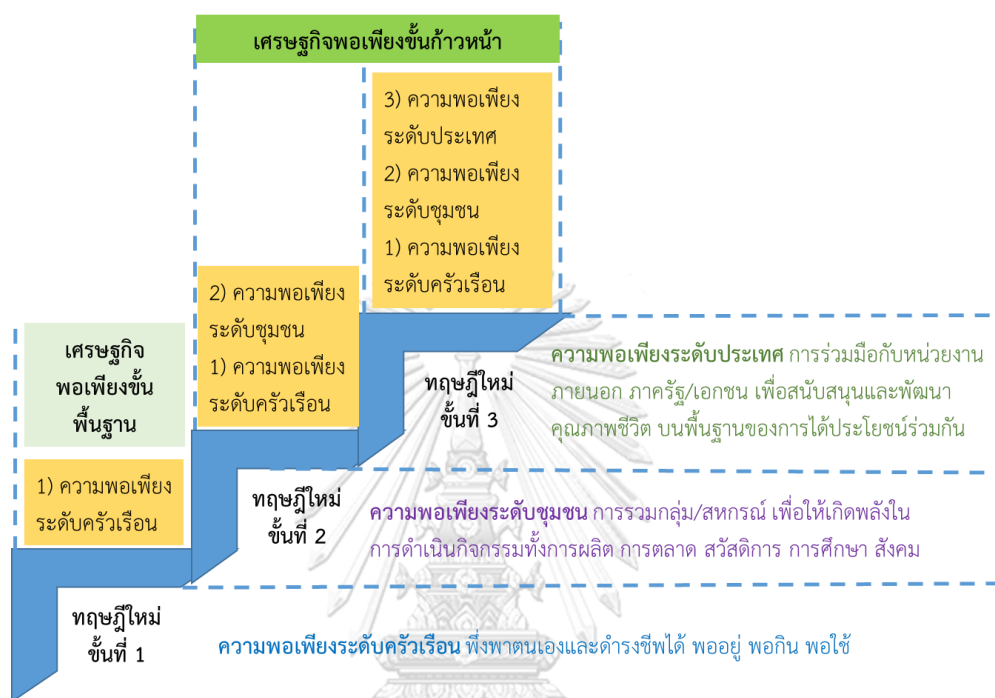 เศรษฐกิจพอเพียงขั้นก้าวหน้า
3) ความพอเพียง
ระดับประเทศ
2) ความพอเพียง
ระดับชุมชน
1) ความพอเพียง
ระดับครัวเรือน
2) ความพอเพียง
ระดับชุมชน
1) ความพอเพียง
ระดับครัวเรือน
เศรษฐกิจ
พอเพียงขั้น
พื้นฐาน
1) ความพอเพียง
ระดับครัวเรือน
ทฤษฎีใหม่
ขั้นที่ 3
ความพอเพียงระดับประเทศ การร่วมมือกับหน่วยงาน
ภายนอก ภาครัฐ/เอกชน เพื่อสนับสนุนและพัฒนา
คุณภาพชีวิต บนพื้นฐานของการได้ประโยชน์ร่วมกัน
ทฤษฎีใหม่
ขั้นที่ 2
ความพอเพียงระดับชุมชน การรวมกลุ่ม/สหกรณ์ เพื่อให้เกิดพลังใน
การดำเนินกิจกรรมทั้งการผลิต การตลาด สวัสดิการ การศึกษา สังคม
ทฤษฎีใหม่
ขั้นที่ 1
ความพอเพียงระดับครัวเรือน พึ่งพาตนเองและดำรงชีพได้ พออยู่ พอกิน พอใช้